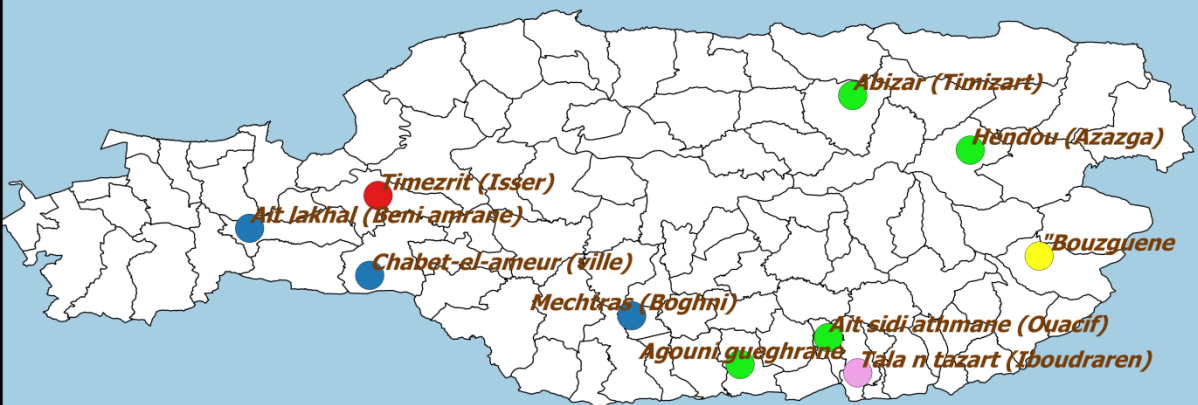 Abizar (Timizart)
Hendou (Azazga)
Timezrit (Isser)
Ait lakhal (Beni amrane)
"Bouzguene
Chabet-el-ameur (ville)
Mechtras (Boghni)
Ait sidi athmane (Ouacif)
Agouni gueghrane
Tala n tazart (Iboudraren)